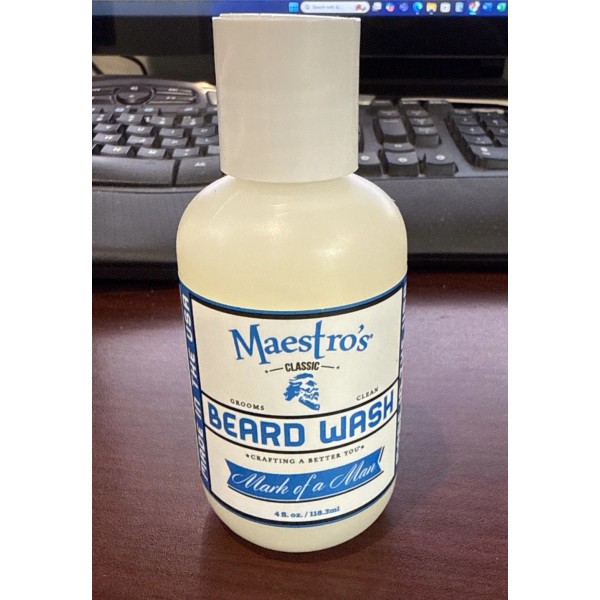 Maestro's
CLASSIC
GROOMS
CLEAN
BEARD WASH
★CRAFTING A BETTER YOU★
Mark of a Man
4 fl. oz. / 118.3ml
MADE IN THE USA